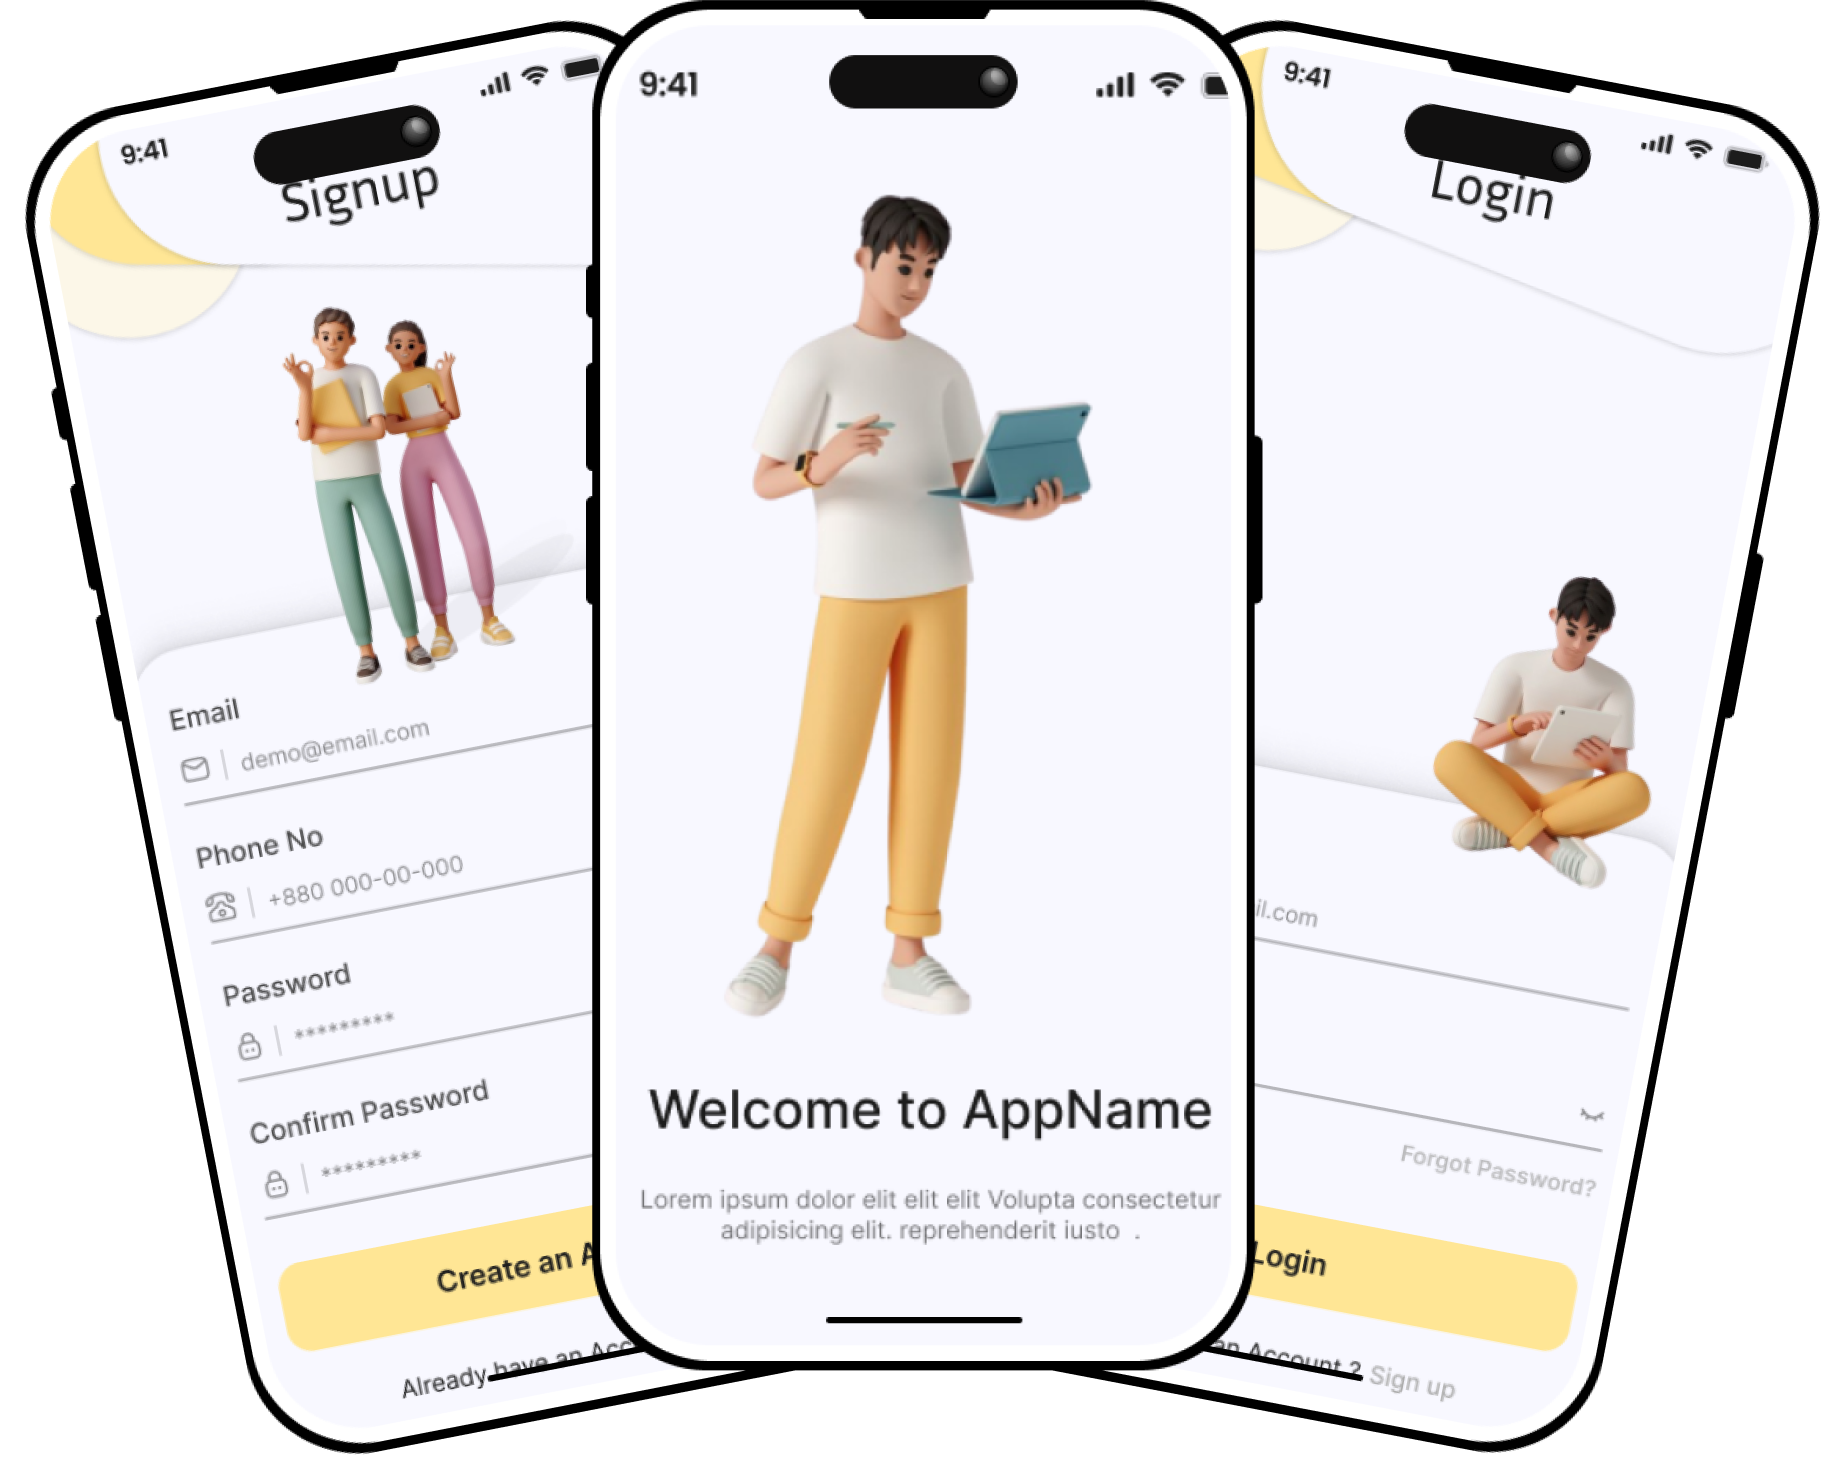 9:41
Signup
Email
demo@email.com
Phone No
+880 000-00-000
Password
*********
Confirm Password
*********
Create an A
Already have an Acc
9:41
Welcome to AppName
Lorem ipsum dolor elit elit elit Volupta consectetur
adipisicing elit. reprehenderit iusto .
9:41
Login
il.com
Forgot Password?
Login
an Account ? Sign up